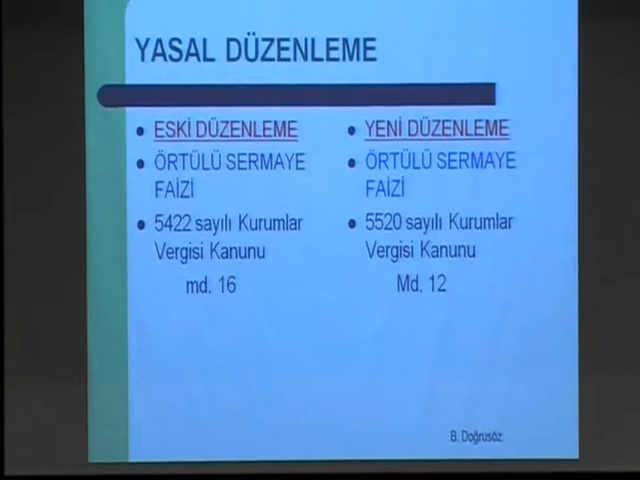 YASAL DÜZENLEME
ESKİ DÜZENLEME
ÖRTÜLÜ SERMAYE
FAİZİ
5422 sayılı Kurumlar
Vergisi Kanunu
md. 16
YENİ DÜZENLEME
ÖRTÜLÜ SERMAYE
FAİZİ
5520 sayılı Kurumlar
Vergisi Kanunu
Md. 12
B. Doğrusöz